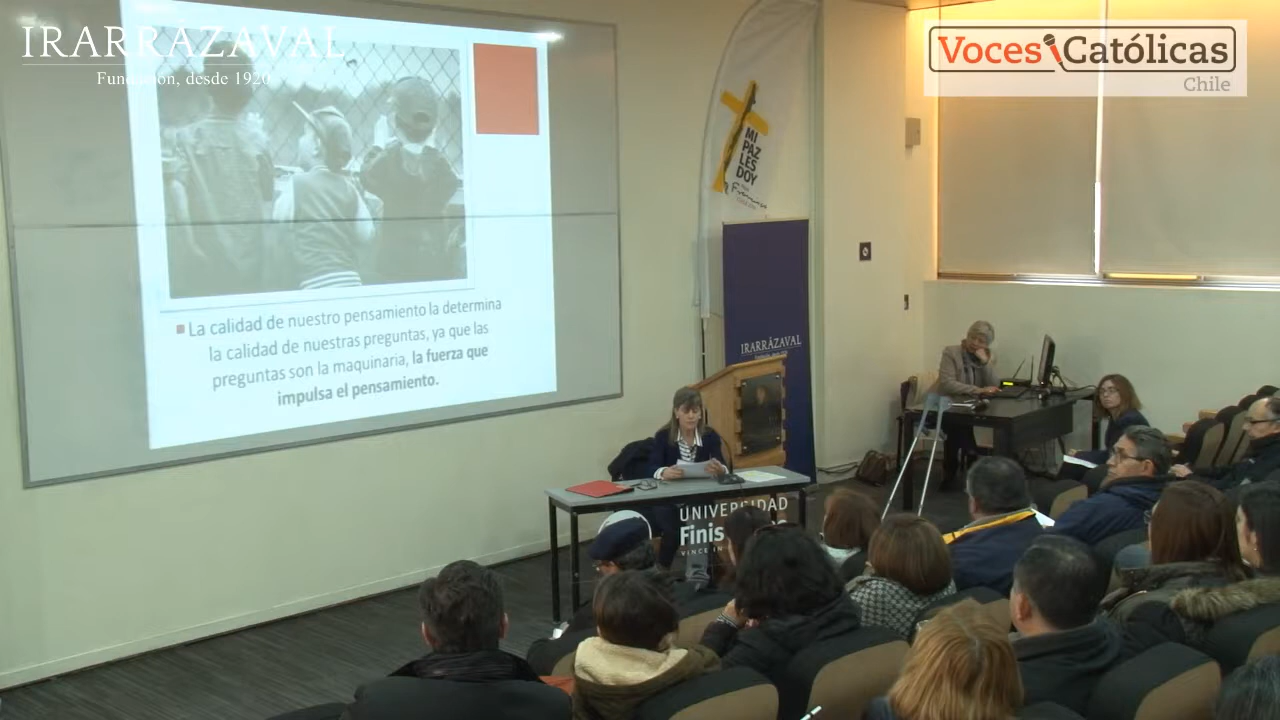 IRARRÁZAVAL
Fundación, desde 1920
Voces Católicas
Chile
MI
PAZ
LES
DOY
La calidad de nuestro pensamiento la determina
la calidad de nuestras preguntas, ya que las
preguntas son la maquinaria, la fuerza que
impulsa el pensamiento.
IRARRÁZAVAL
UNIVERSIDAD
Finis
VINCE IN